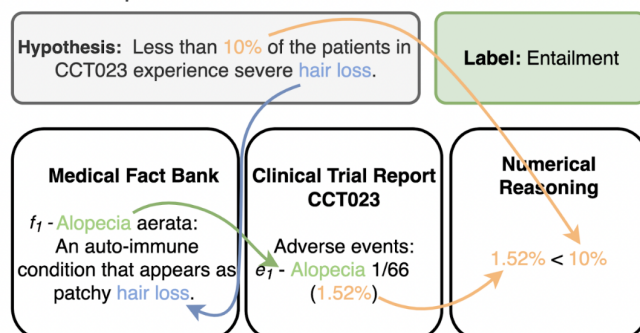 Hypothesis: Less than 10% of the patients in
CCT023 experience severe hair loss.
Label: Entailment
Medical Fact Bank
f1 - Alopecia aerata:
An auto-immune
condition that appears as
patchy hair loss.
Clinical Trial Report
CCT023
Adverse events:
e1 - Alopecia 1/66
(1.52%)
Numerical
Reasoning
1.52% < 10%